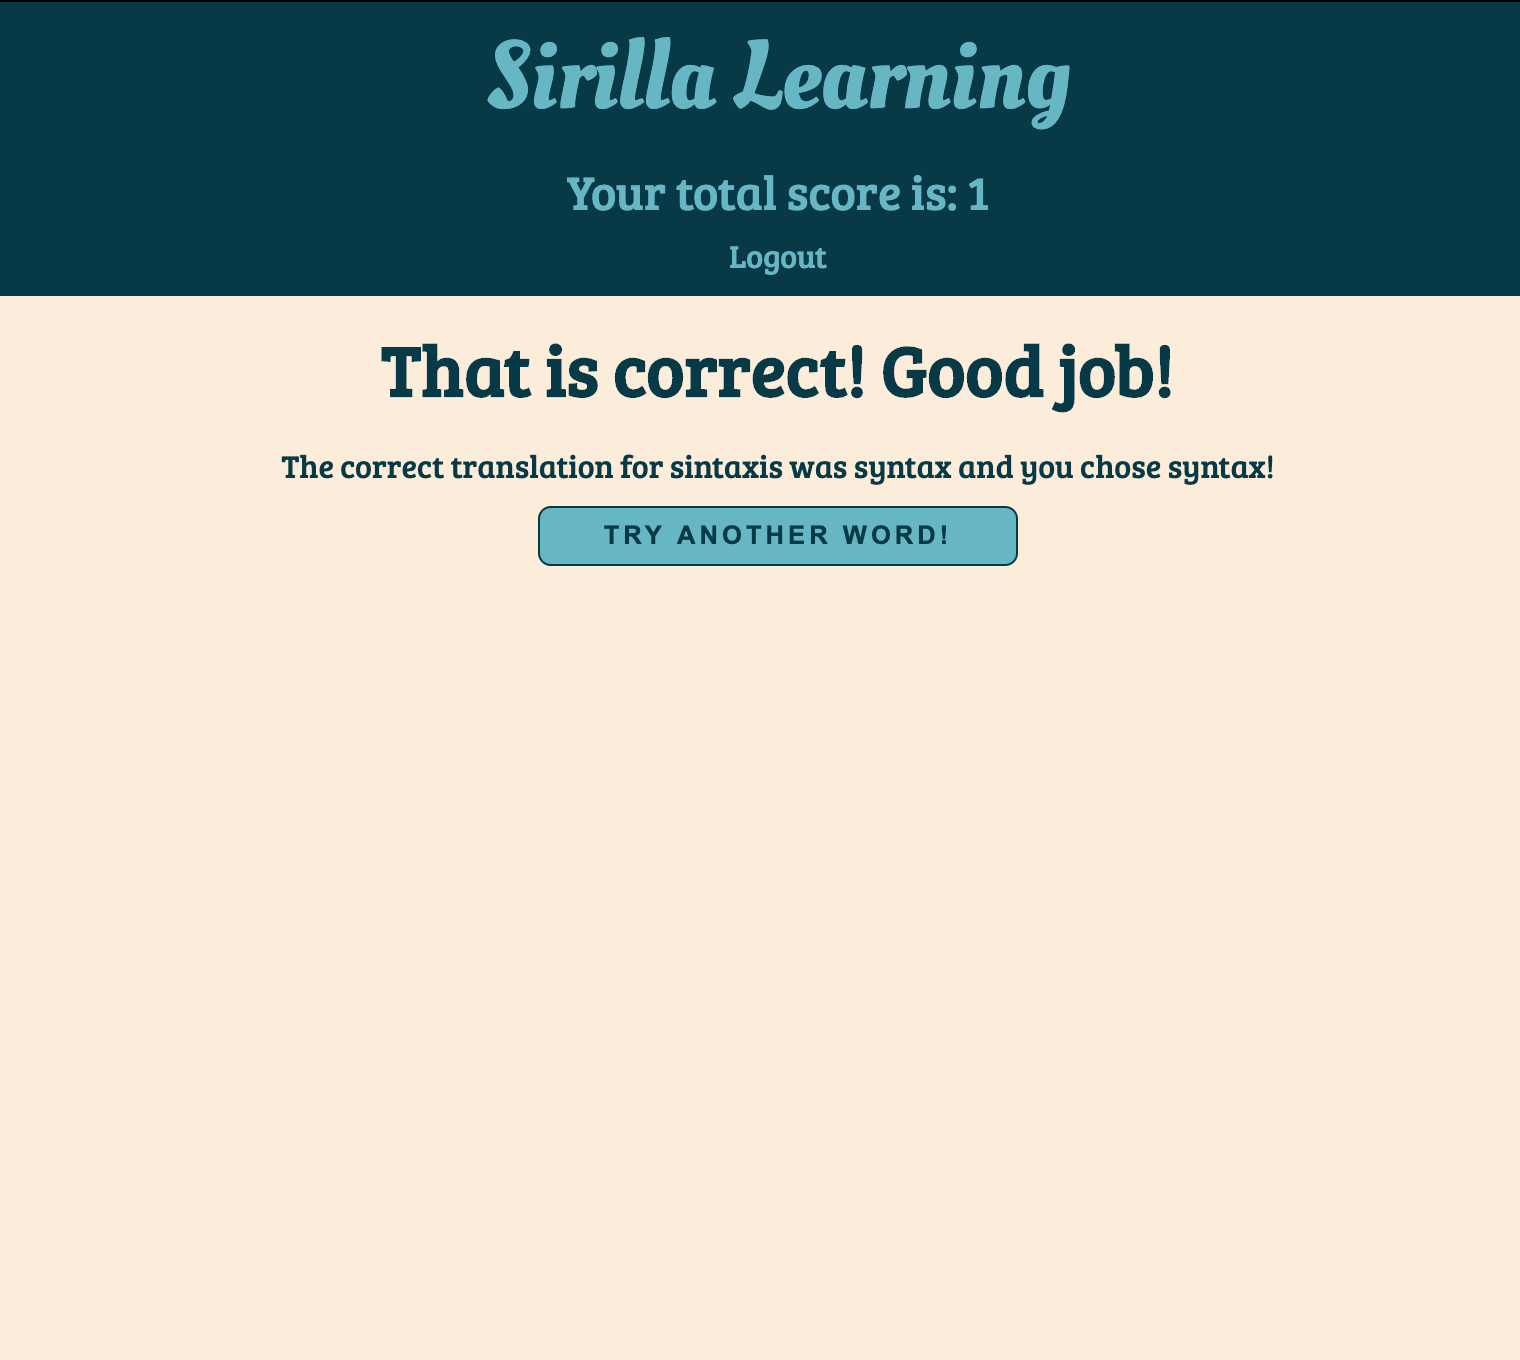 Sirilla Learning
Your total score is: 1
Logout
That is correct! Good job!
The correct translation for sintaxis was syntax and you chose syntax!
TRY ANOTHER WORD!